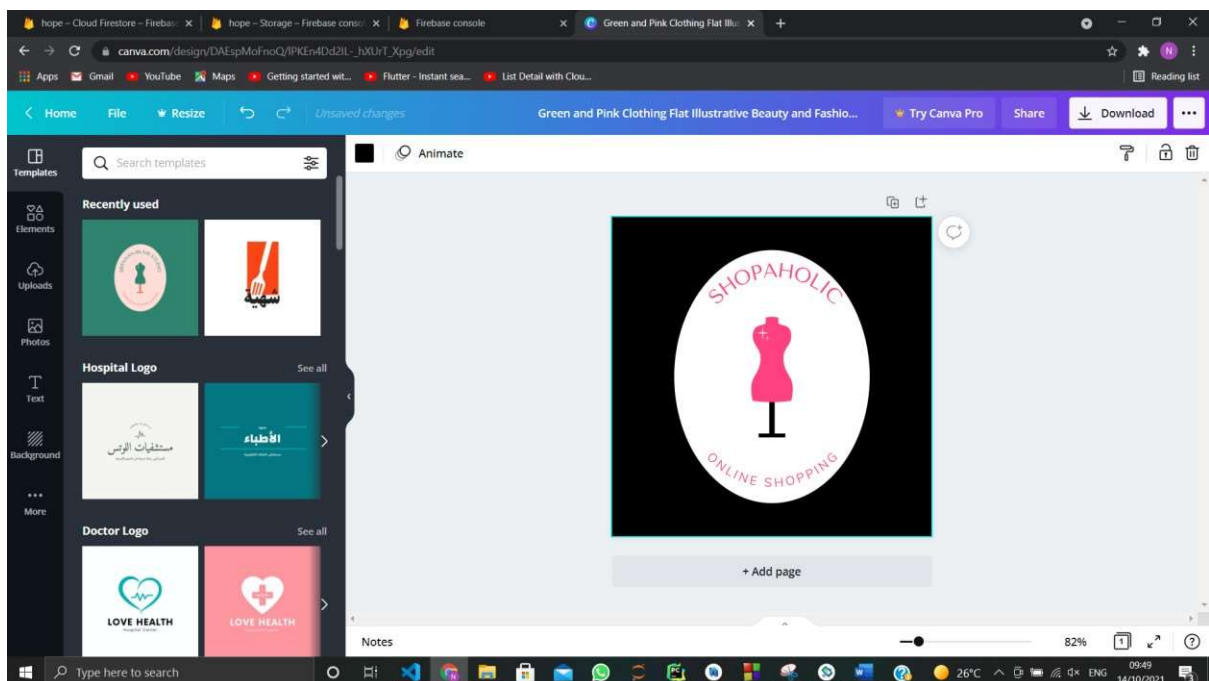 hope – Cloud Firestore – Firebase
hope – Storage – Firebase conso
Firebase console
Green and Pink Clothing Flat Illus
canva.com/design/DAEspMoFnoQ/lPKEn4Dd2IL-_hXUrT_Xpg/edit
N
Apps Gmail YouTube Maps Getting started wit... Flutter - Instant sea... List Detail with Clou... Reading list
Home File Resize Unsaved changes Green and Pink Clothing Flat Illustrative Beauty and Fashio... Try Canva Pro Share Download
Templates
Elements
Uploads
Photos
Text
Background
More
Search templates
Recently used
شهية
Hospital Logo See all
مستشفيات الوتس
الأطباء
Doctor Logo See all
LOVE HEALTH
LOVE HEALTH
Animate
SHOPAHOLIC
ONLINE SHOPPING
+ Add page
Notes 82% 1
Type here to search 26°C ENG 09:49
14/10/2021